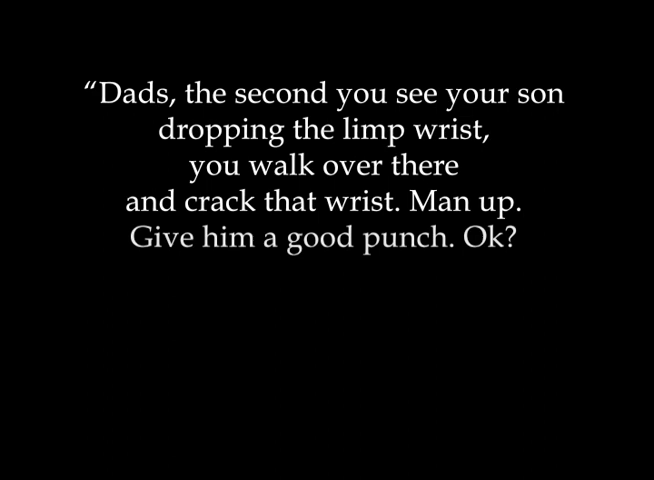 “Dads, the second you see your son
dropping the limp wrist,
you walk over there
and crack that wrist. Man up.
Give him a good punch. Ok?